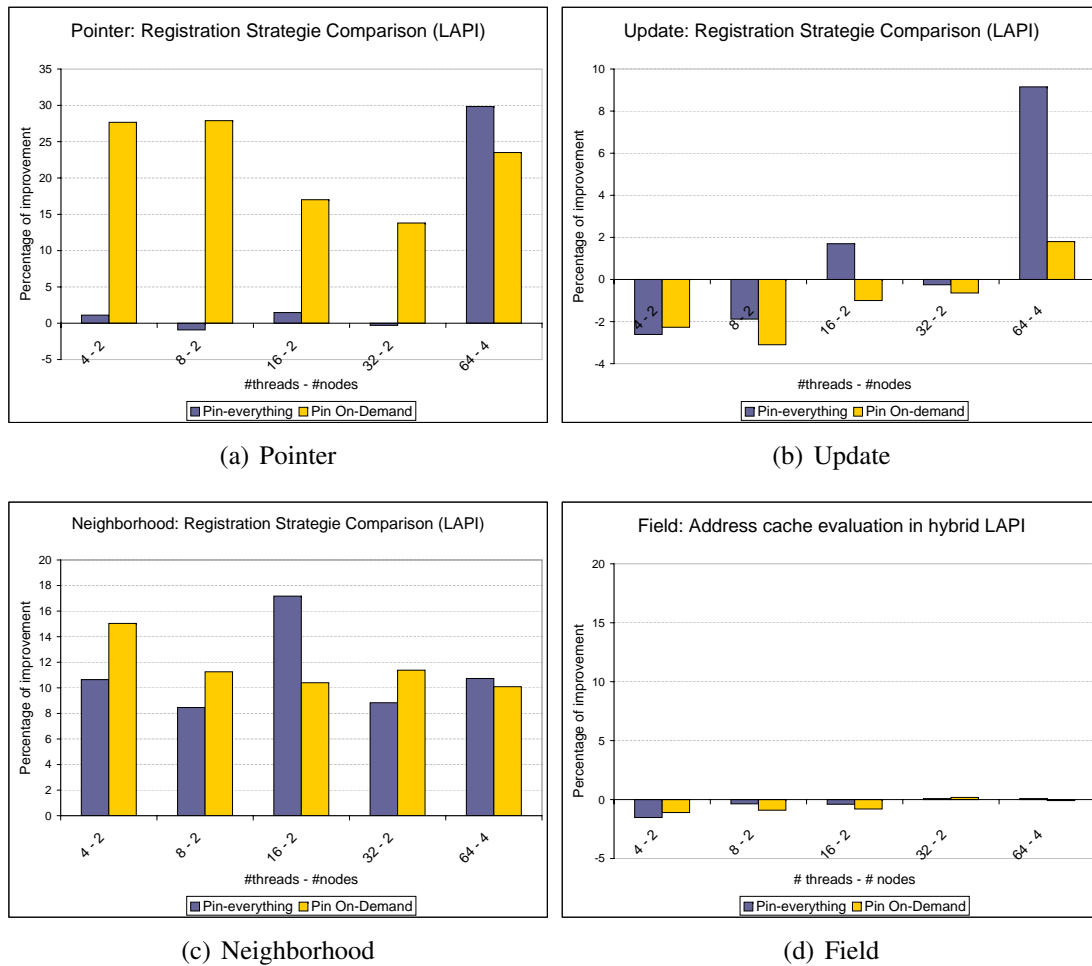 Pointer: Registration Strategie Comparison (LAPI)
Percentage of improvement
35
30
25
20
15
10
5
0
-5
4 - 2
8 - 2
16 - 2
32 - 2
64 - 4
#threads - #nodes
Pin-everything Pin On-Demand
(a) Pointer
Update: Registration Strategie Comparison (LAPI)
Percentage of improvement
10
8
6
4
2
0
-2
-4
4 - 2
8 - 2
16 - 2
32 - 2
64 - 4
#threads - #nodes
Pin-everything Pin On-demand
(b) Update
Neighborhood: Registration Strategie Comparison (LAPI)
Percentage of improvement
20
18
16
14
12
10
8
6
4
2
0
4 - 2
8 - 2
16 - 2
32 - 2
64 - 4
#threads - #nodes
Pin-everything Pin On-Demand
(c) Neighborhood
Field: Address cache evaluation in hybrid LAPI
Percentage of improvement
20
15
10
5
0
-5
4 - 2
8 - 2
16 - 2
32 - 2
64 - 4
# threads - # nodes
Pin-everything Pin On-Demand
(d) Field